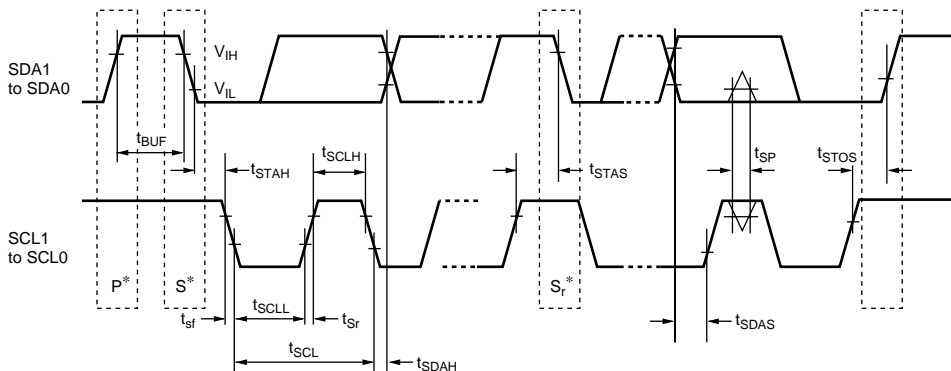 SDA1
to SDA0
V_IH
V_IL
t_BUF
t_STAH
t_SCLH
t_STAS
t_SP
t_STOS
SCL1
to SCL0
P*
S*
S_r*
t_sf
t_SCLL
t_Sr
t_SDAS
t_SCL
t_SDAH